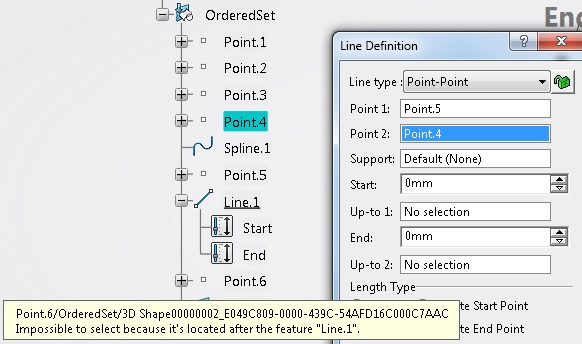 OrderedSet
Point.1
Point.2
Point.3
Point.4
Spline.1
Point.5
Line.1
Start
End
Point.6
Line Definition
Line type: Point-Point
Point 1: Point.5
Point 2: Point.4
Support: Default (None)
Start: 0mm
Up-to 1: No selection
End: 0mm
Up-to 2: No selection
Length Type
Start Point
End Point
Point.6/OrderedSet/3D Shape00000002_E049C809-0000-439C-54AFD16C000C7AAC
Impossible to select because it's located after the feature "Line.1".